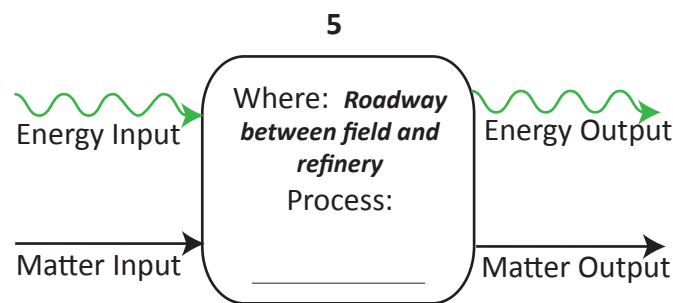 5
Where: Roadway
between field and
refinery
Process:
Energy Input
Energy Output
Matter Input
Matter Output